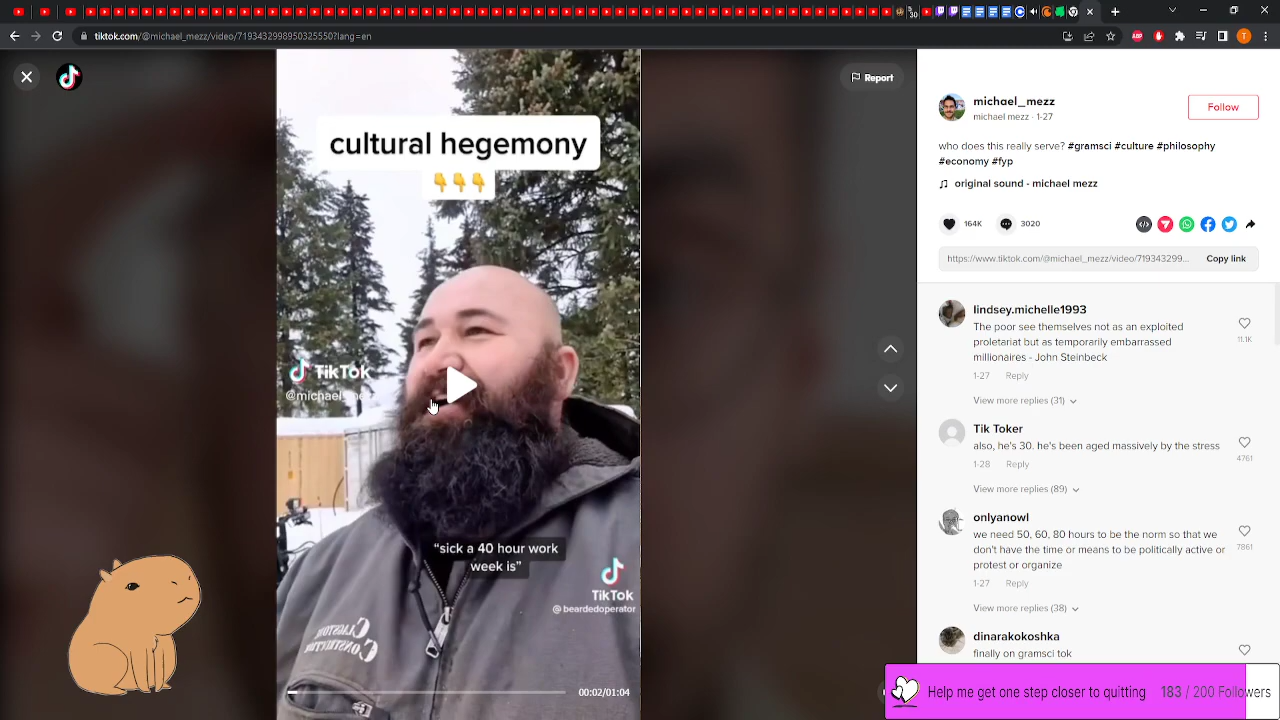 30
T
tiktok.com/@michael_mezz/video/7193432998950325550?lang=en
Report
cultural hegemony
👇👇👇
TikTok
@michael_mezz
"sick a 40 hour work
week is"
TikTok
@beardedoperator
CLAGSTON
CONSTRUCTION
00:02/01:04
michael_mezz
michael mezz · 1-27
Follow
who does this really serve? #gramsci #culture #philosophy
#economy #fyp
original sound - michael mezz
164K
3020
https://www.tiktok.com/@michael_mezz/video/719343299...
Copy link
lindsey.michelle1993
The poor see themselves not as an exploited
proletariat but as temporarily embarrassed
millionaires - John Steinbeck
11.1K
1-27 Reply
View more replies (31)
Tik Toker
also, he's 30. he's been aged massively by the stress
4761
1-28 Reply
View more replies (89)
onlyanowl
we need 50, 60, 80 hours to be the norm so that we
don't have the time or means to be politically active or
protest or organize
7861
1-27 Reply
View more replies (38)
dinarakokoshka
finally on gramsci tok
Help me get one step closer to quitting 183 / 200 Followers